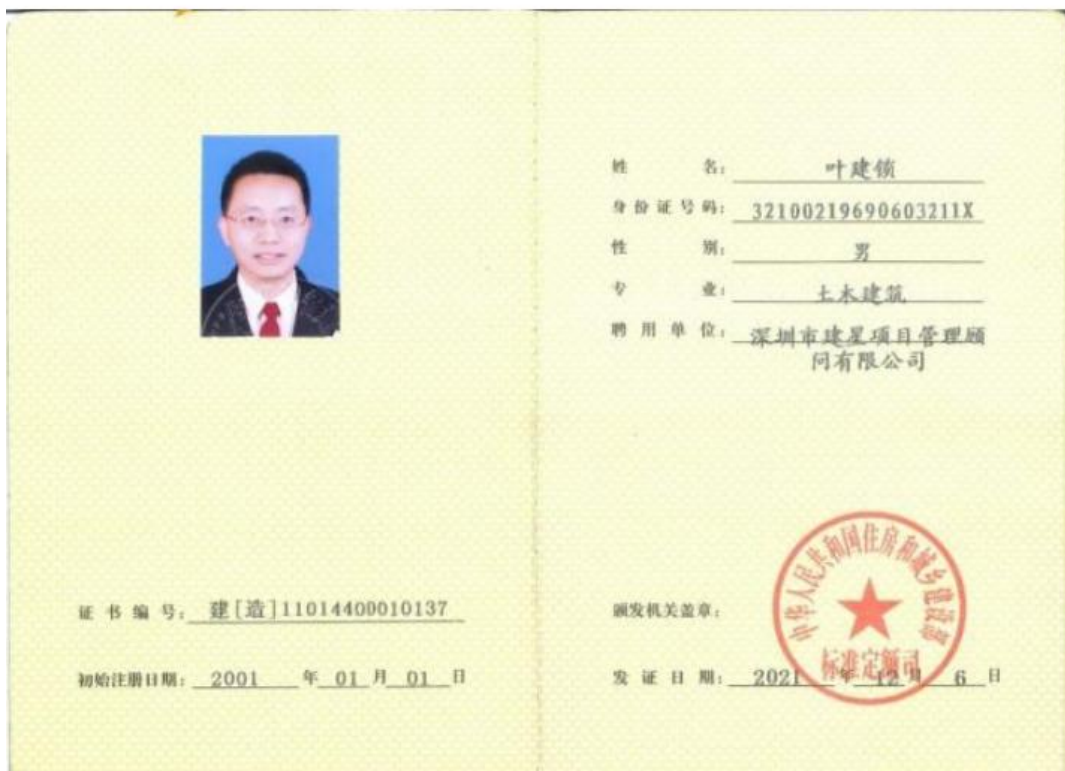 证书编号: 建[造]11014400010137
初始注册日期: 2001 年 01 月 01 日
姓名: 叶建锁
身份证号码: 32100219690603211X
性别: 男
专业: 土木建筑
聘用单位: 深圳市建星项目管理顾
问有限公司
中华人民共和国住房和城乡建设部
标准定额司
颁发机关盖章:
发证日期: 2021 年 12 月 6 日